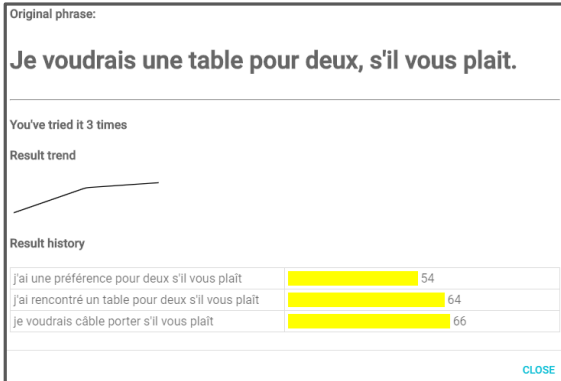 Original phrase:
Je voudrais une table pour deux, s'il vous plait.
You've tried it 3 times
Result trend
Result history
j'ai une préférence pour deux s'il vous plaît 54
j'ai rencontré un table pour deux s'il vous plaît 64
je voudrais câble porter s'il vous plaît 66
CLOSE